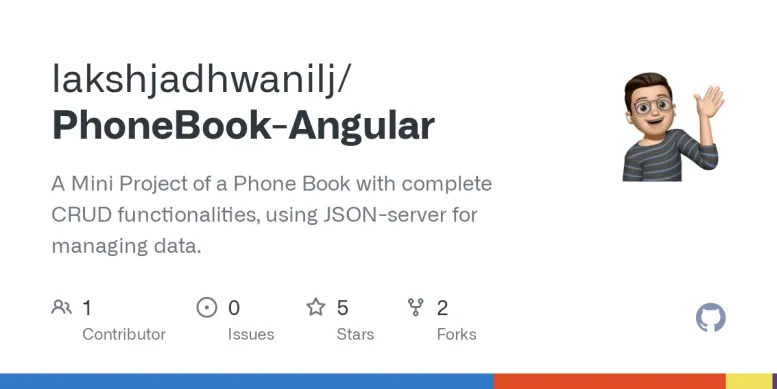 lakshjadhwanilj/
PhoneBook-Angular
A Mini Project of a Phone Book with complete
CRUD functionalities, using JSON-server for
managing data.
1 0 5 2
Contributor Issues Stars Forks